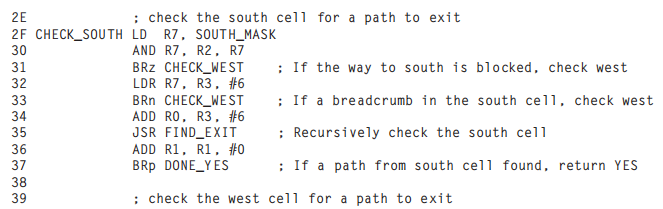 2E ; check the south cell for a path to exit
2F CHECK_SOUTH LD R7, SOUTH_MASK
30 AND R7, R2, R7
31 BRz CHECK_WEST ; If the way to south is blocked, check west
32 LDR R7, R3, #6
33 BRn CHECK_WEST ; If a breadcrumb in the south cell, check west
34 ADD R0, R3, #6
35 JSR FIND_EXIT ; Recursively check the south cell
36 ADD R1, R1, #0
37 BRp DONE_YES ; If a path from south cell found, return YES
38
39 ; check the west cell for a path to exit